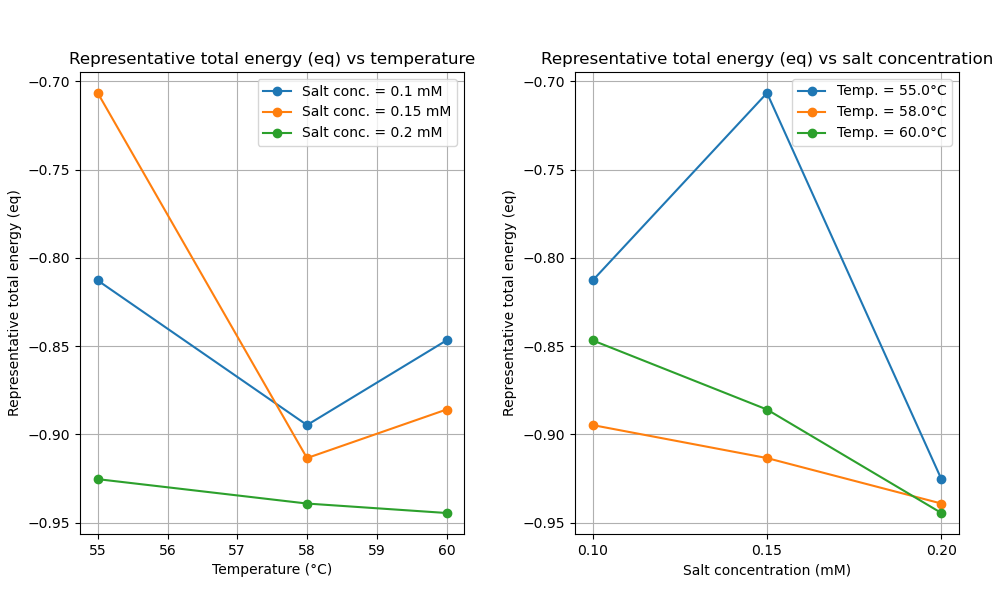 Representative total energy (eq) vs temperature
Representative total energy (eq)
−0.70
−0.75
−0.80
−0.85
−0.90
−0.95
Salt conc. = 0.1 mM
Salt conc. = 0.15 mM
Salt conc. = 0.2 mM
55 56 57 58 59 60
Temperature (°C)
Representative total energy (eq) vs salt concentration
Representative total energy (eq)
−0.70
−0.75
−0.80
−0.85
−0.90
−0.95
Temp. = 55.0°C
Temp. = 58.0°C
Temp. = 60.0°C
0.10 0.15 0.20
Salt concentration (mM)